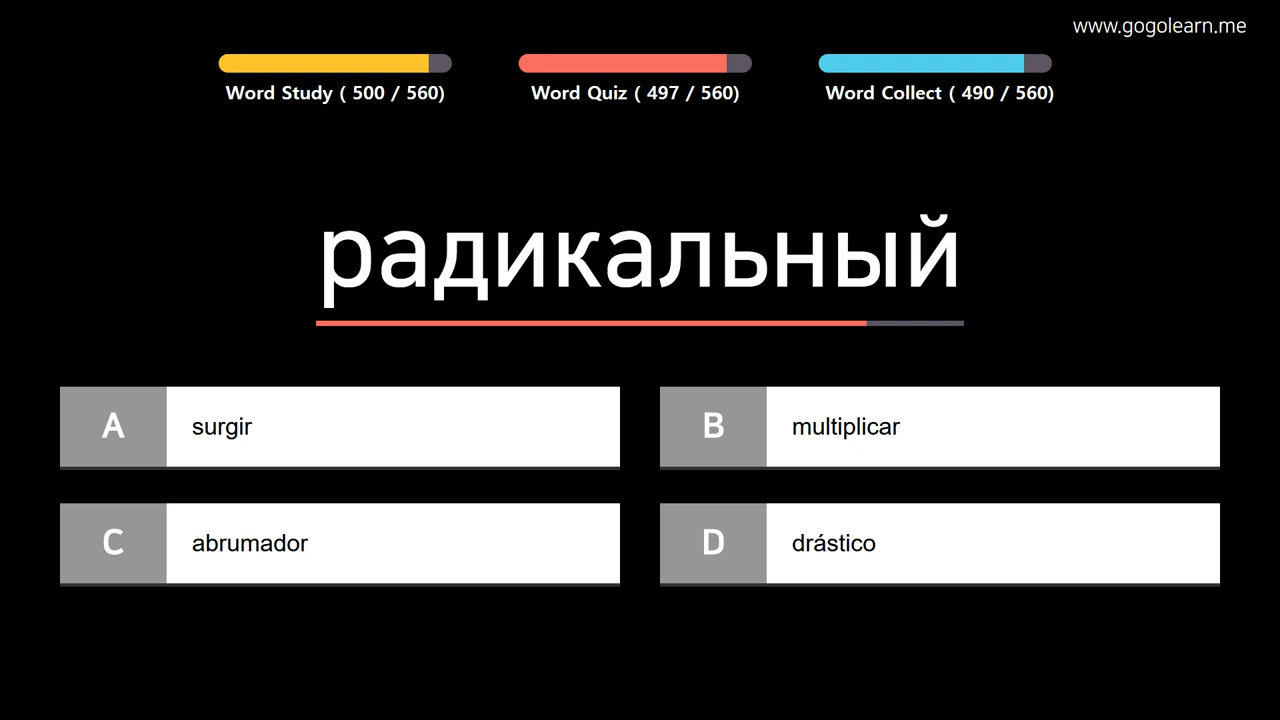 www.gogolearn.me
Word Study ( 500 / 560)
Word Quiz ( 497 / 560)
Word Collect ( 490 / 560)
радикальный
A surgir
B multiplicar
C abrumador
D drástico